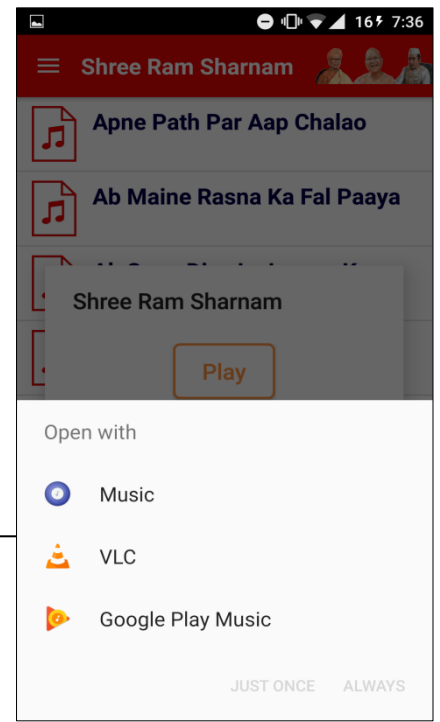 16 7:36
Shree Ram Sharnam
Apne Path Par Aap Chalao
Ab Maine Rasna Ka Fal Paaya
Shree Ram Sharnam
Play
Open with
Music
VLC
Google Play Music
JUST ONCE ALWAYS